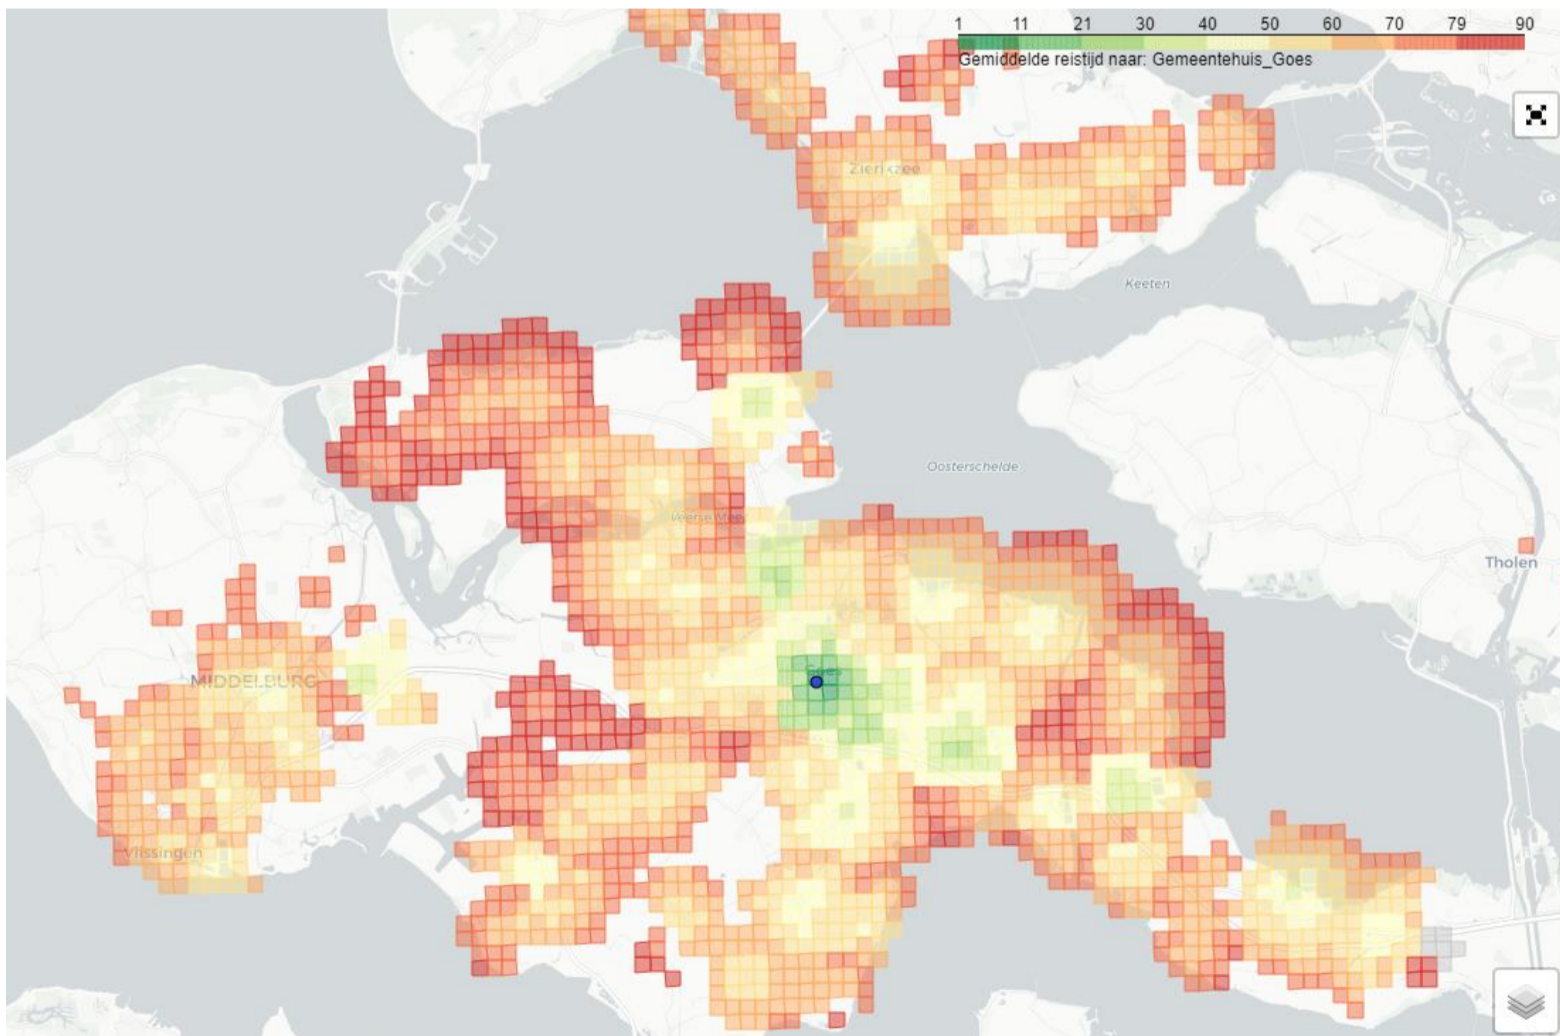 1 11 21 30 40 50 60 70 79 90
Gemiddelde reistijd naar: Gemeentehuis_Goes
Zierikzee
Keeten
Oosterschelde
Veerse Meer
Tholen
Goes
MIDDELBURG
Vlissingen